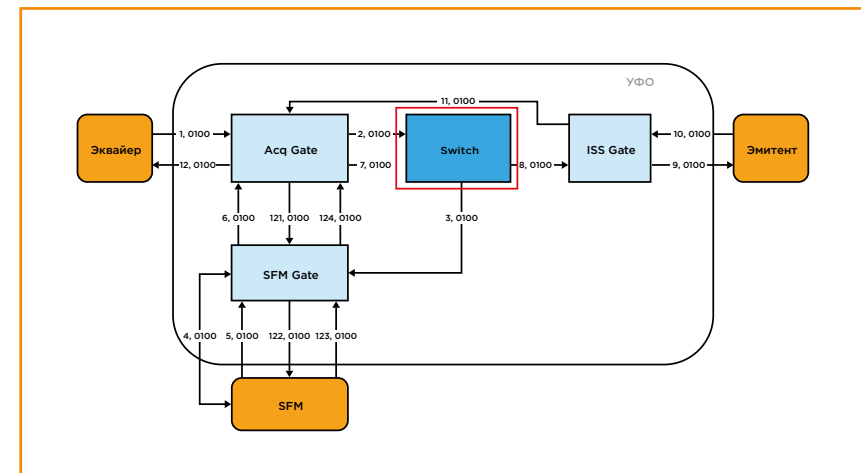 УФО
11, 0100
Эквайер
1, 0100
12, 0100
Acq Gate
2, 0100
7, 0100
Switch
8, 0100
ISS Gate
10, 0100
9, 0100
Эмитент
6, 0100
121, 0100
124, 0100
3, 0100
SFM Gate
4, 0100
5, 0100
122, 0100
123, 0100
SFM